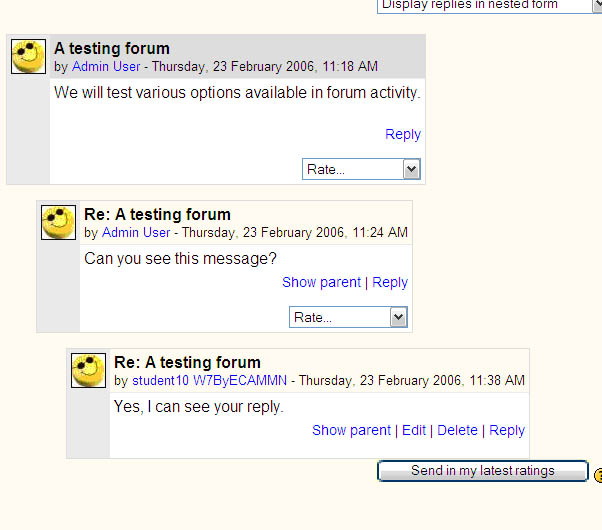 Display replies in nested form
A testing forum
by Admin User - Thursday, 23 February 2006, 11:18 AM
We will test various options available in forum activity.
Reply
Rate...
Re: A testing forum
by Admin User - Thursday, 23 February 2006, 11:24 AM
Can you see this message?
Show parent | Reply
Rate...
Re: A testing forum
by student10 W7ByECAMMN - Thursday, 23 February 2006, 11:38 AM
Yes, I can see your reply.
Show parent | Edit | Delete | Reply
Send in my latest ratings